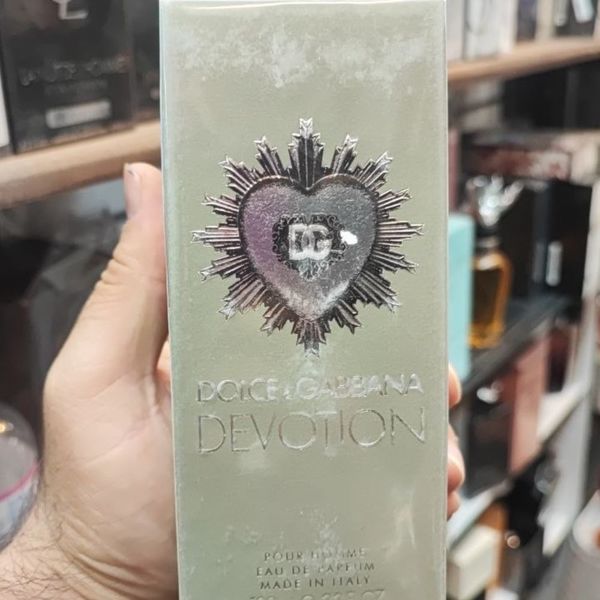 DG
DOLCE & GABBANA
DEVOTION
POUR HOMME
EAU DE PARFUM
MADE IN ITALY